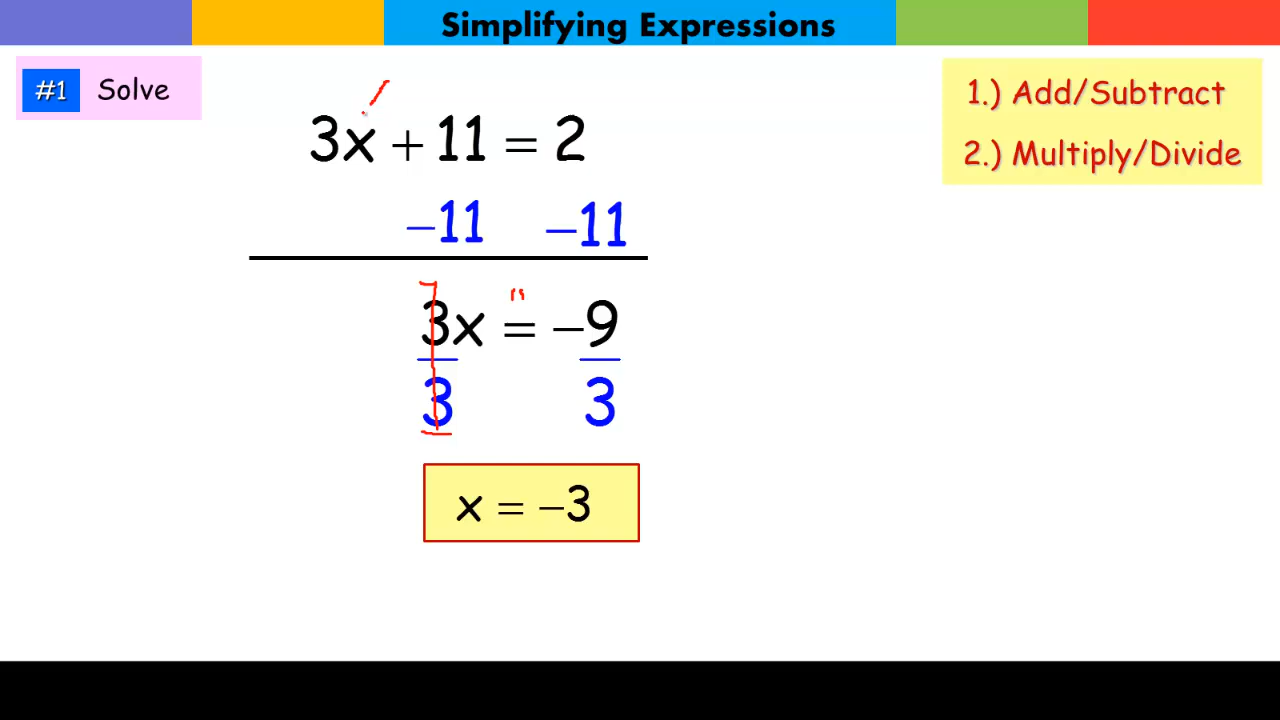 Simplifying Expressions
#1 Solve
1.) Add/Subtract
2.) Multiply/Divide
3x + 11 = 2
−11 −11
3x = −9
3 3
x = −3